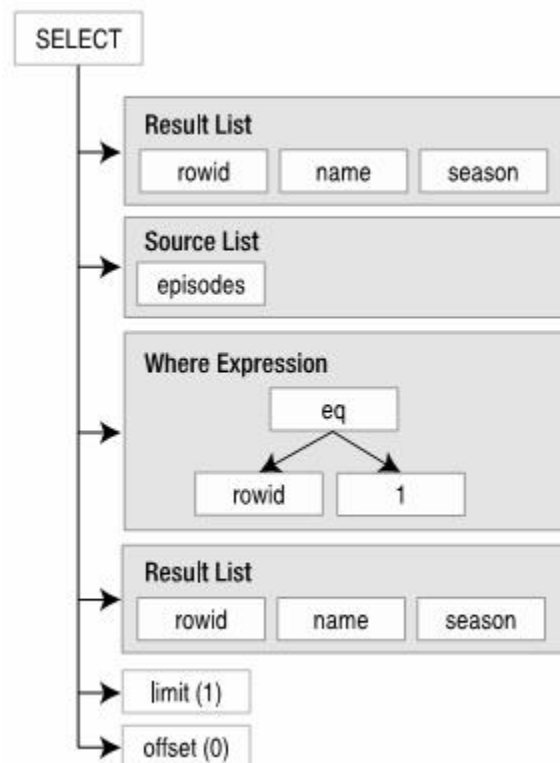 SELECT
Result List
rowid name season
Source List
episodes
Where Expression
eq
rowid 1
Result List
rowid name season
limit (1)
offset (0)